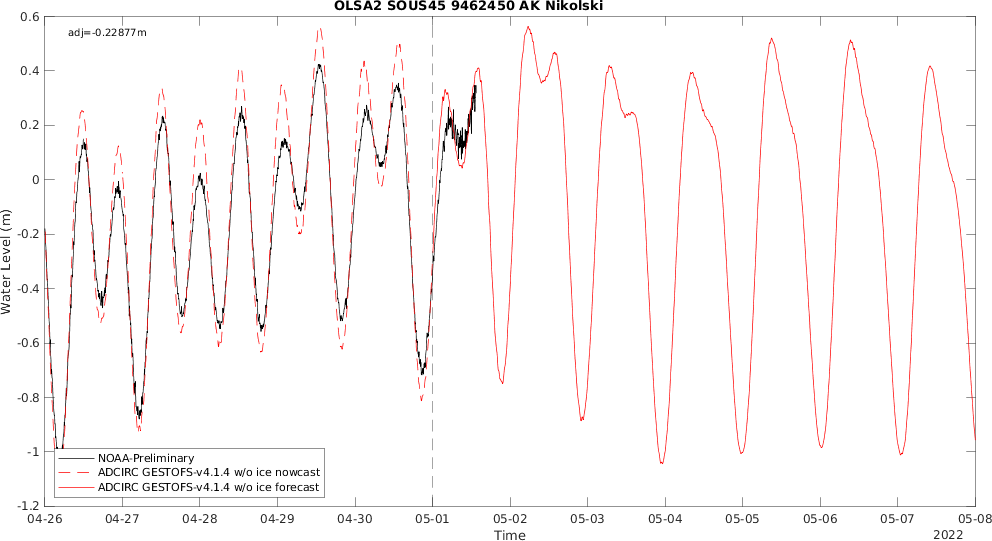 OLSA2 SOUS45 9462450 AK Nikolski
adj=-0.22877m
Water Level (m)
0.6
0.4
0.2
0
-0.2
-0.4
-0.6
-0.8
-1
-1.2
NOAA-Preliminary
ADCIRC GESTOFS-v4.1.4 w/o ice nowcast
ADCIRC GESTOFS-v4.1.4 w/o ice forecast
04-26 04-27 04-28 04-29 04-30 05-01 05-02 05-03 05-04 05-05 05-06 05-07 05-08
Time
2022